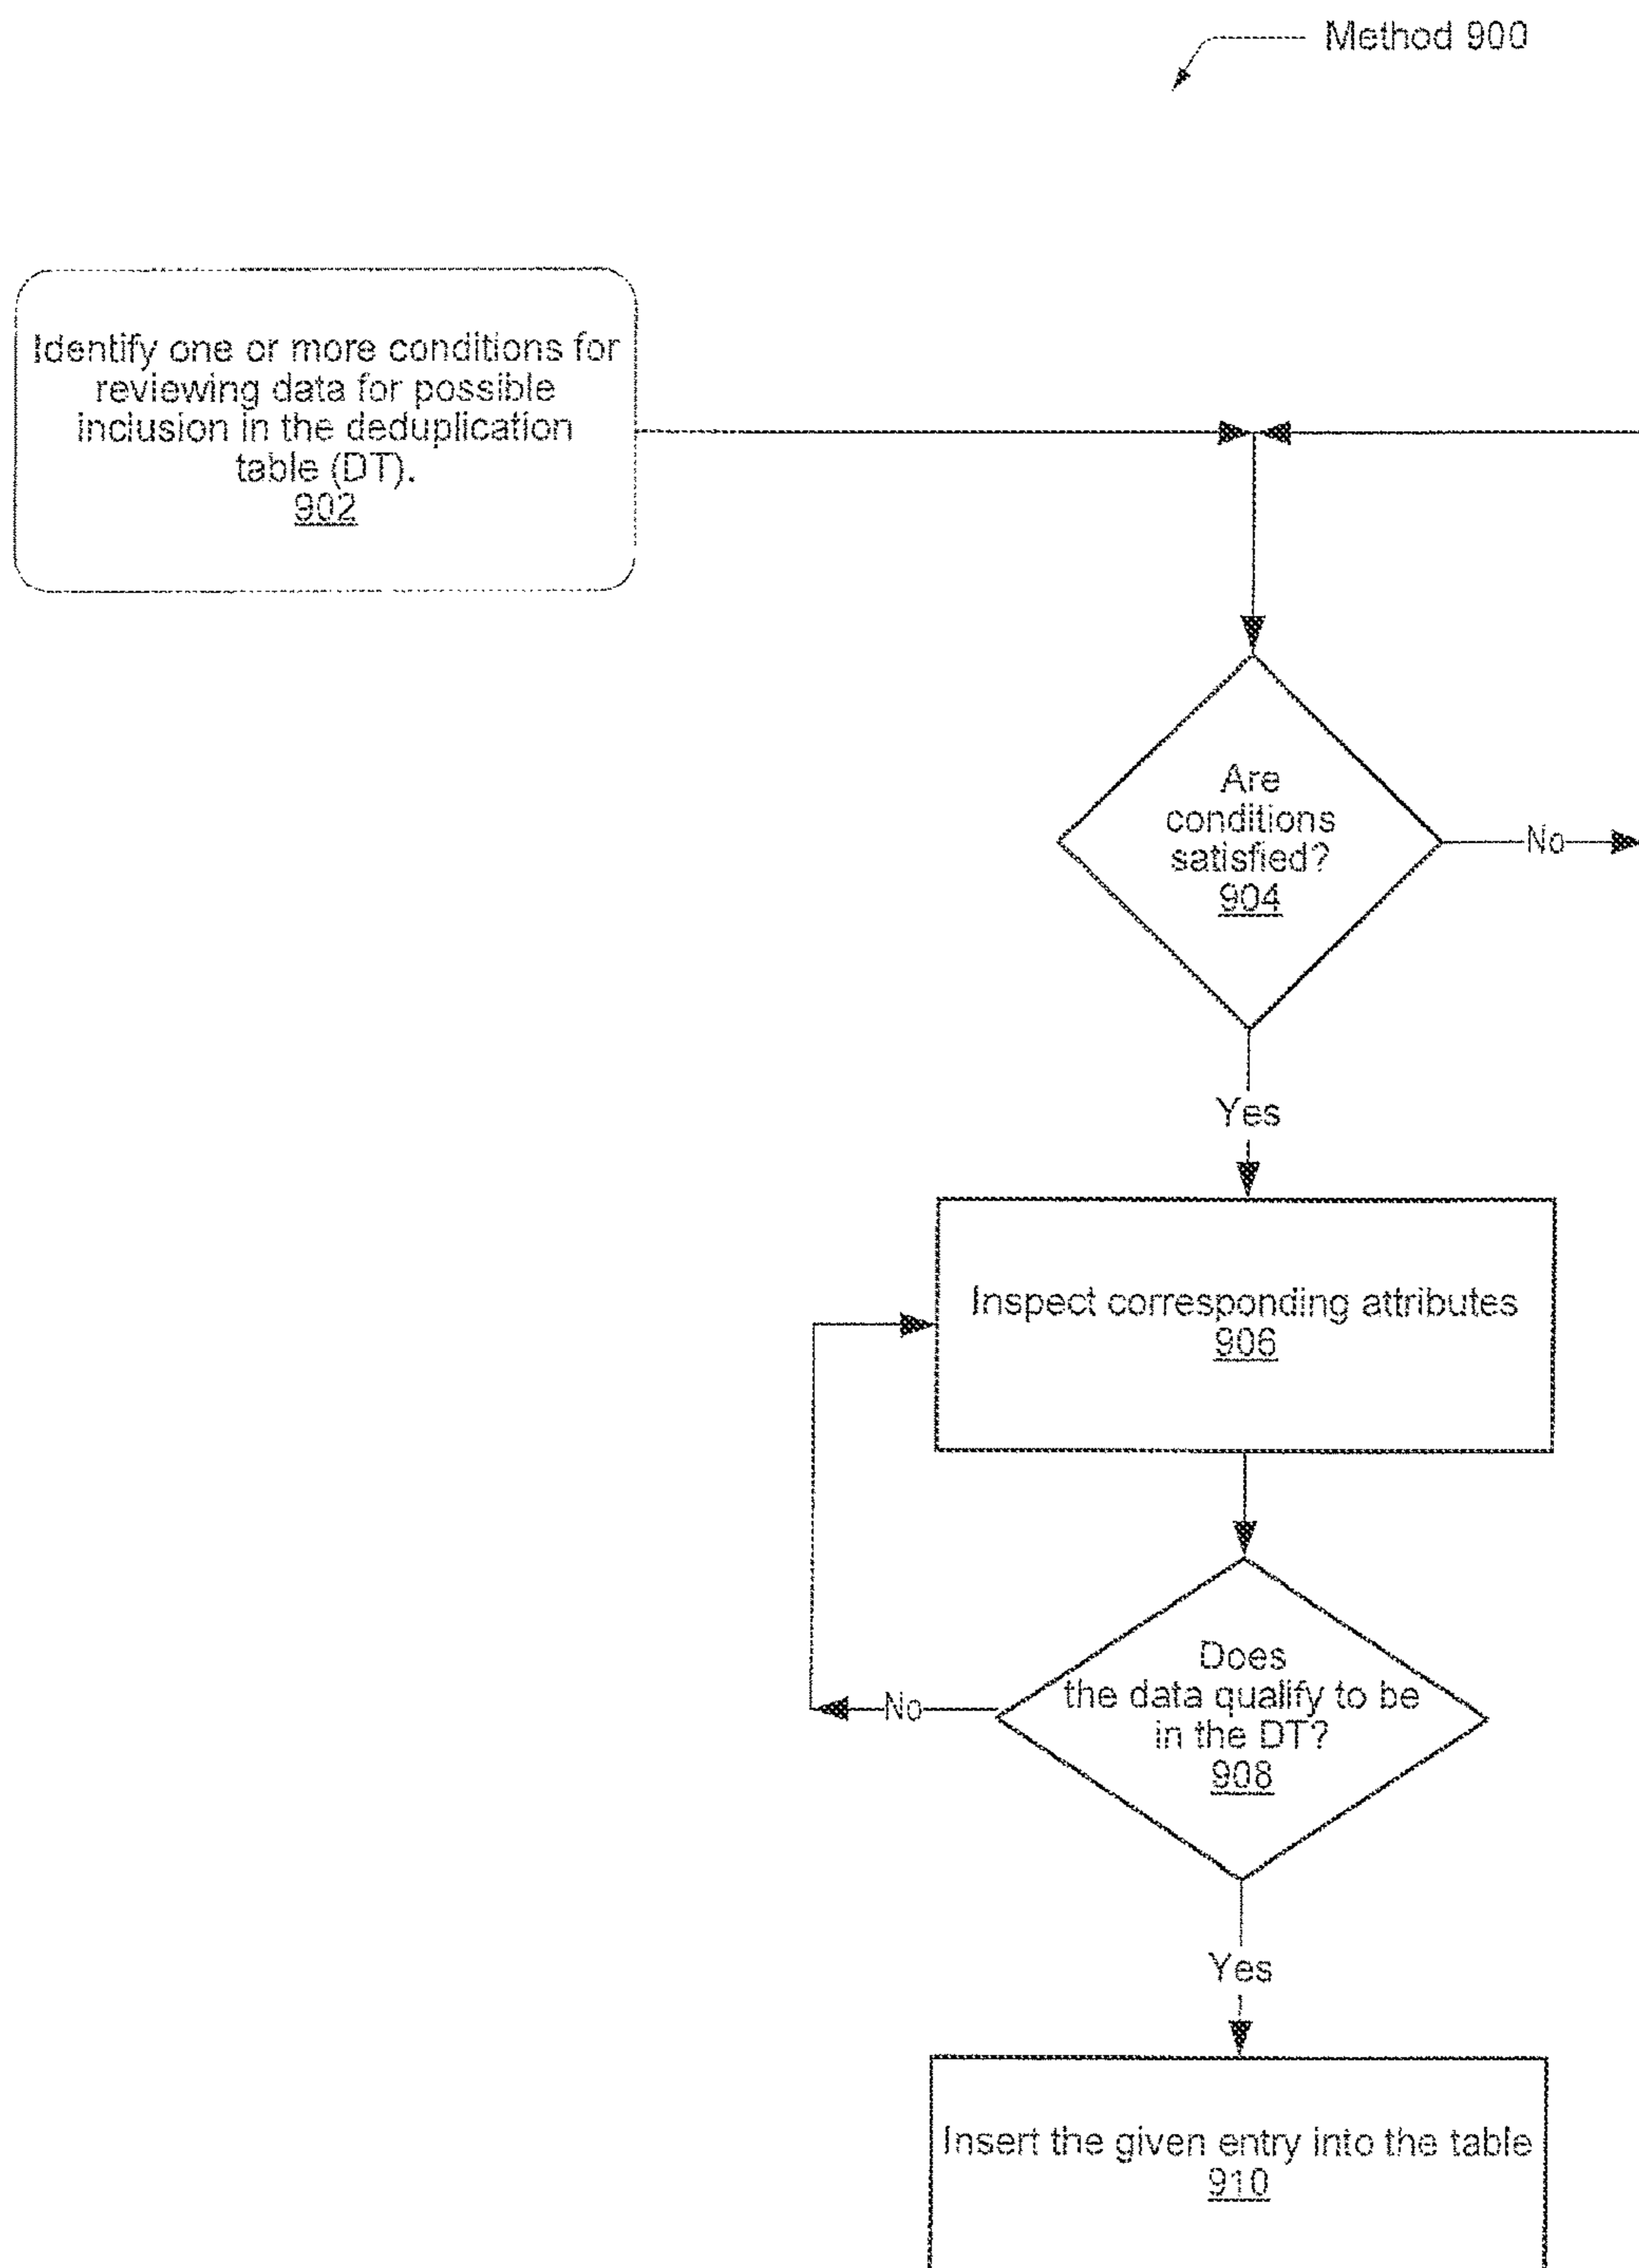 Method 900
Identify one or more conditions for
reviewing data for possible
inclusion in the deduplication
table (DT).
902
Are
conditions
satisfied?
904
No
Yes
Inspect corresponding attributes
906
Does
the data qualify to be
in the DT?
908
No
Yes
Insert the given entry into the table
910